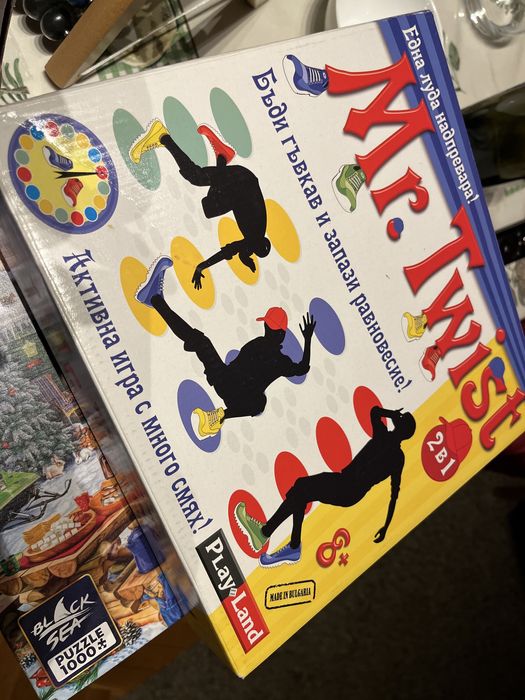 Една луда надпревара!
Mr. Twist
2 в 1
Бъди гъвкав и запази равновесие!
Активна игра с много смях!
8+
Play Land
MADE IN BULGARIA
BLACK
SEA
PUZZLE
1000